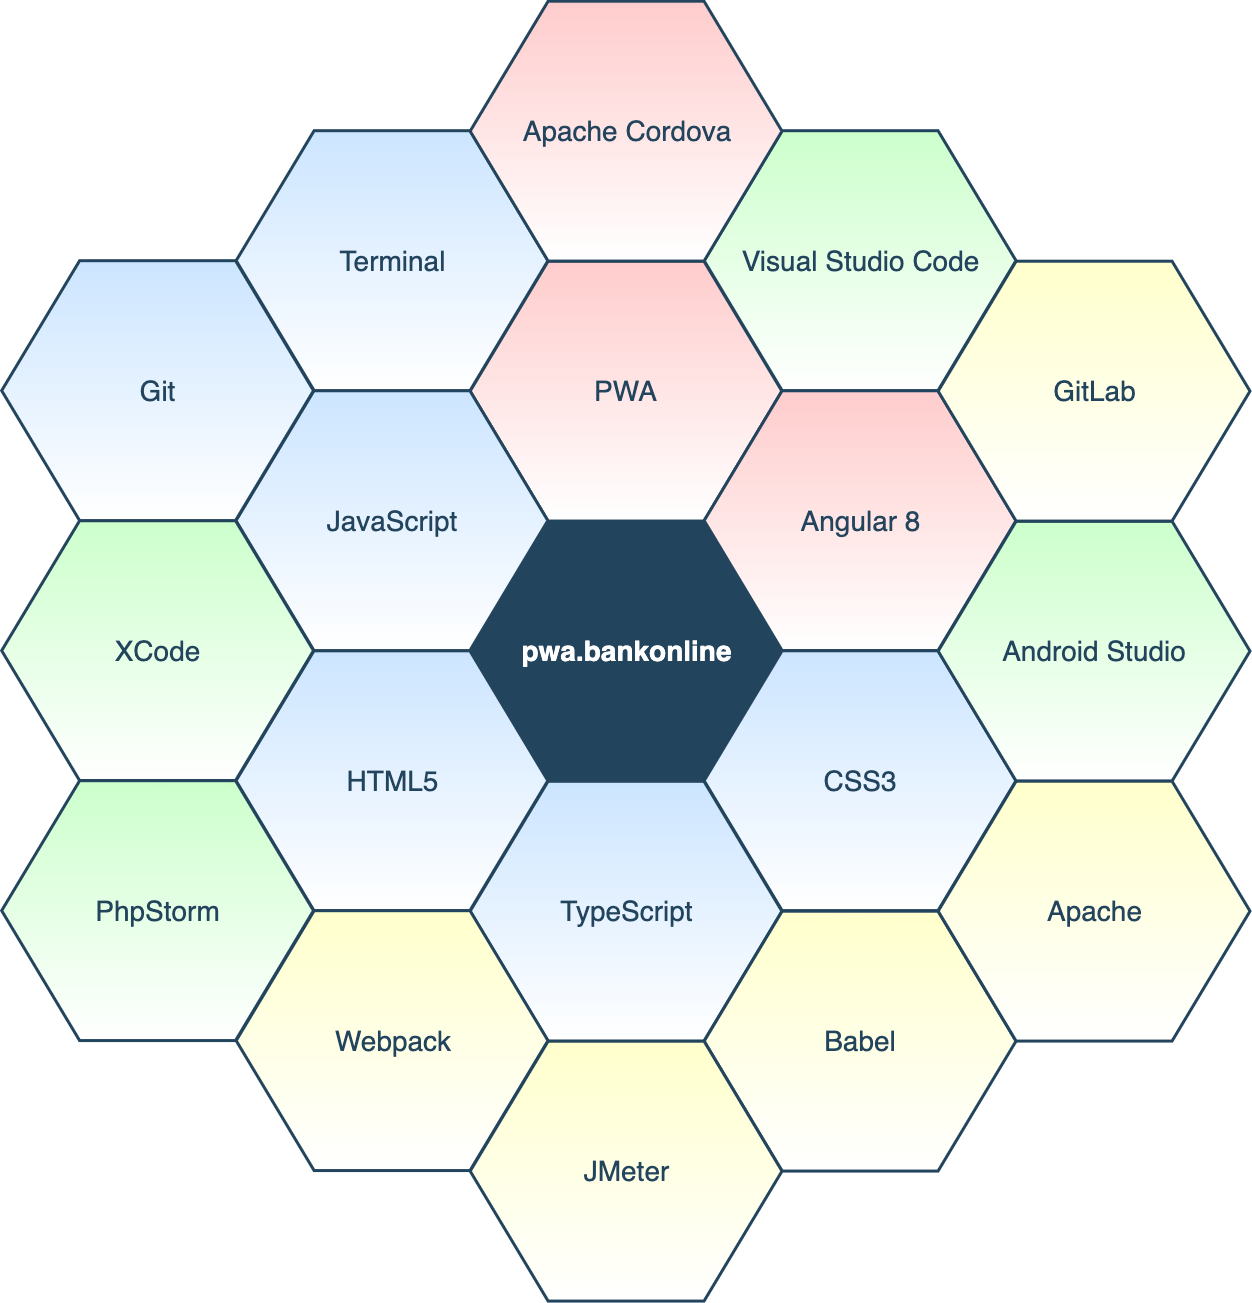 Apache Cordova
Terminal
Visual Studio Code
Git
PWA
GitLab
JavaScript
Angular 8
XCode
pwa.bankonline
Android Studio
HTML5
CSS3
PhpStorm
TypeScript
Apache
Webpack
Babel
JMeter